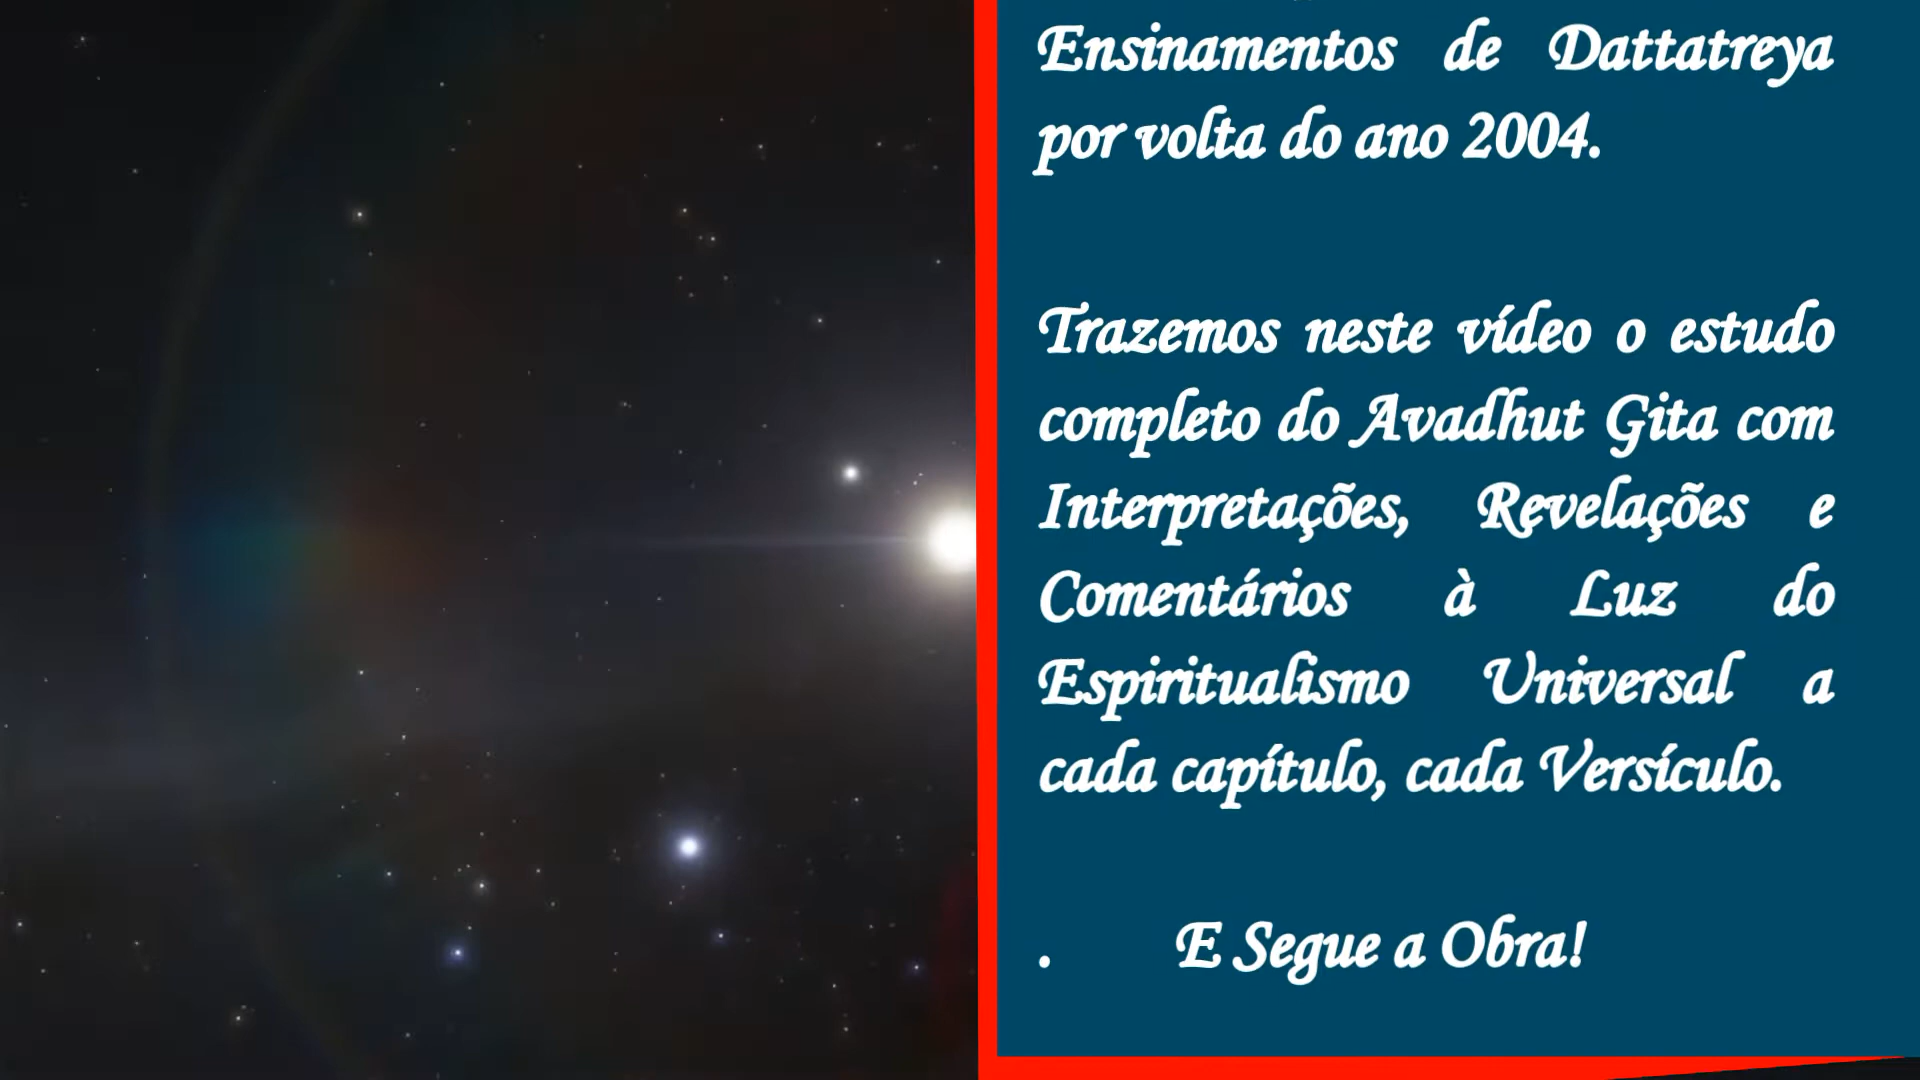 Ensinamentos de Dattatreya
por volta do ano 2004.
Trazemos neste vídeo o estudo
completo do Avadhut Gita com
Interpretações, Revelações e
Comentários à Luz do
Espiritualismo Universal a
cada capítulo, cada Versículo.
. E Segue a Obra!